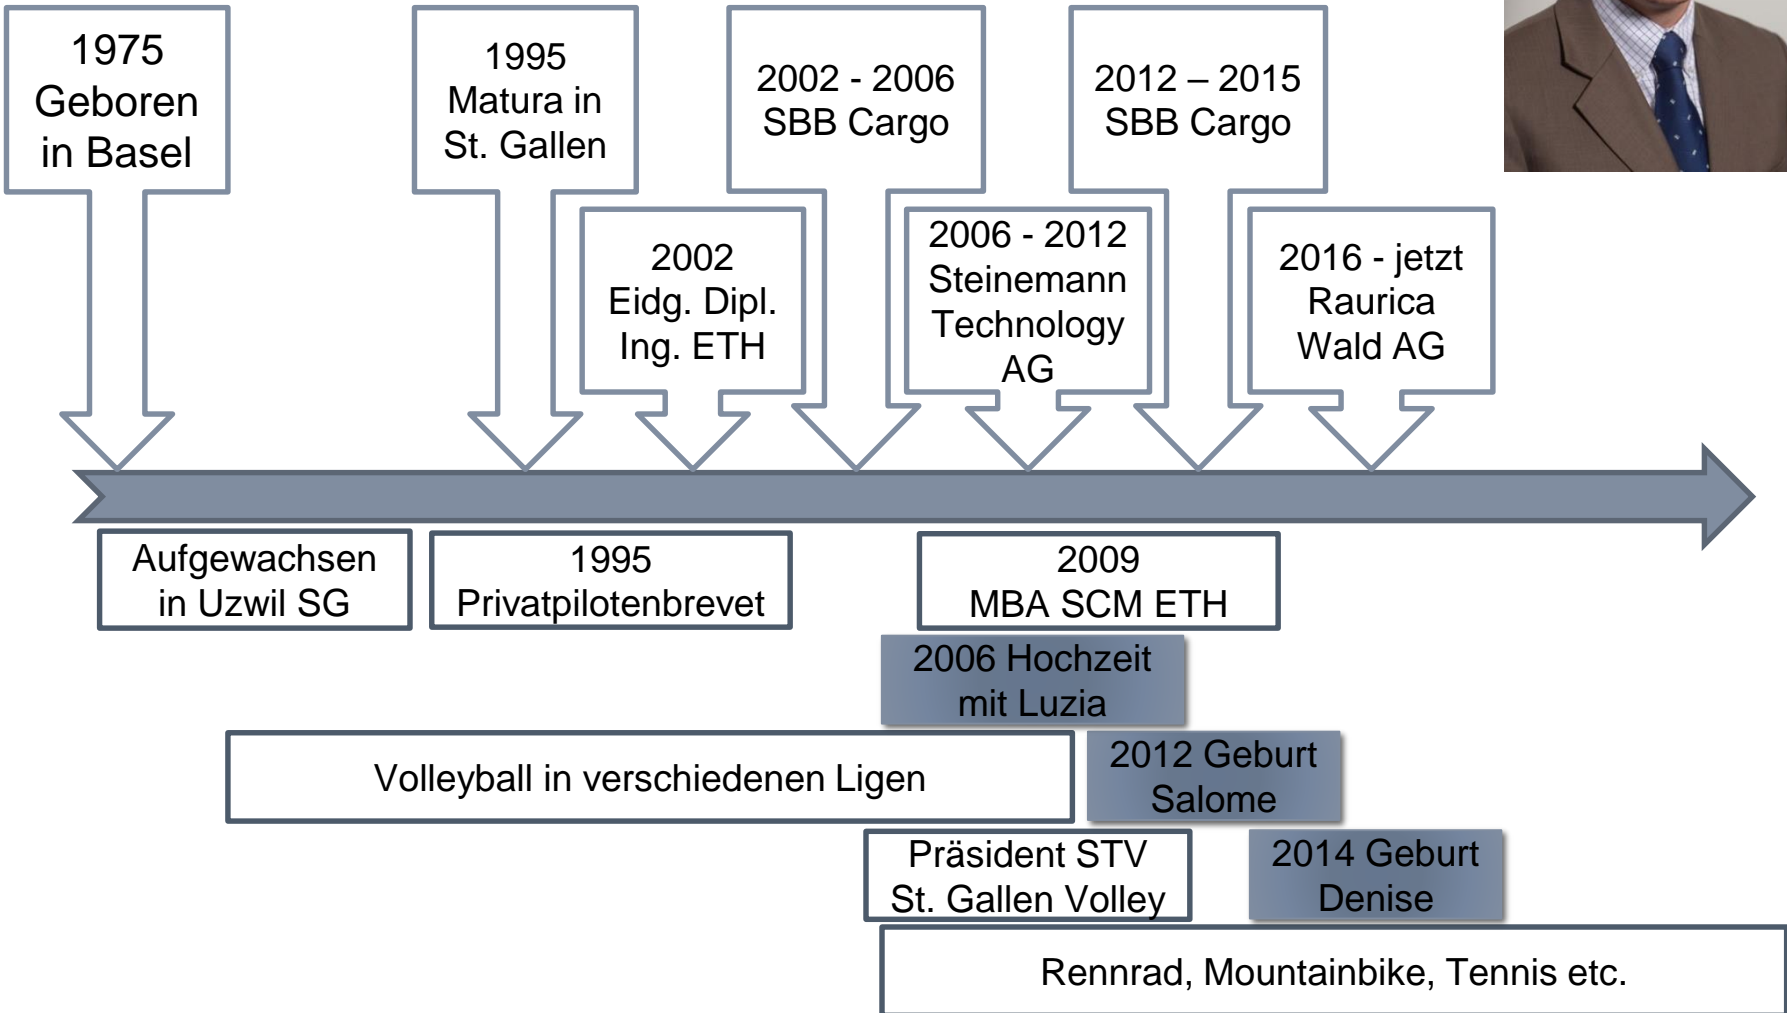 1975
Geboren
in Basel
1995
Matura in
St. Gallen
2002 - 2006
SBB Cargo
2012 – 2015
SBB Cargo
2002
Eidg. Dipl.
Ing. ETH
2006 - 2012
Steinemann
Technology
AG
2016 - jetzt
Raurica
Wald AG
Aufgewachsen
in Uzwil SG
1995
Privatpilotenbrevet
2009
MBA SCM ETH
2006 Hochzeit
mit Luzia
Volleyball in verschiedenen Ligen
2012 Geburt
Salome
Präsident STV
St. Gallen Volley
2014 Geburt
Denise
Rennrad, Mountainbike, Tennis etc.